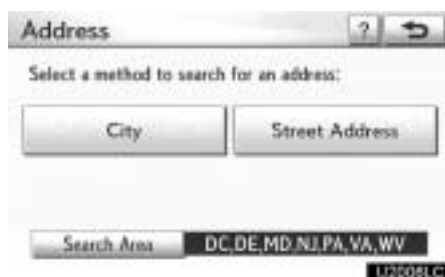 Address ?
Select a method to search for an address:
City Street Address
Search Area DC,DE,MD,NJ,PA,VA,WV